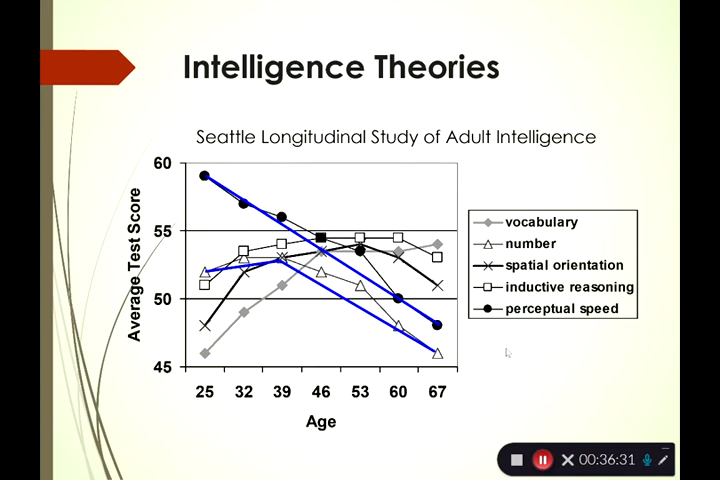 Intelligence Theories
Seattle Longitudinal Study of Adult Intelligence
Average Test Score
60
55
50
45
25 32 39 46 53 60 67
Age
vocabulary
number
spatial orientation
inductive reasoning
perceptual speed
00:36:31